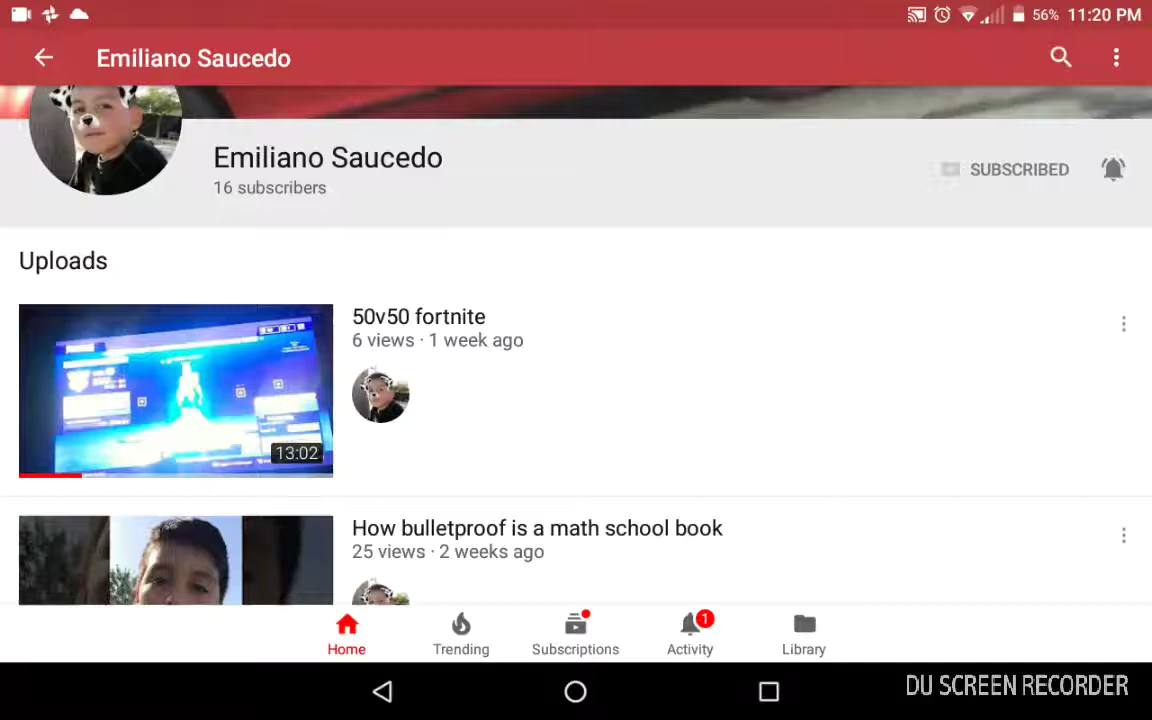 56% 11:20 PM
Emiliano Saucedo
Emiliano Saucedo
16 subscribers
SUBSCRIBED
Uploads
50v50 fortnite
6 views · 1 week ago
13:02
How bulletproof is a math school book
25 views · 2 weeks ago
1
Home Trending Subscriptions Activity Library
DU SCREEN RECORDER